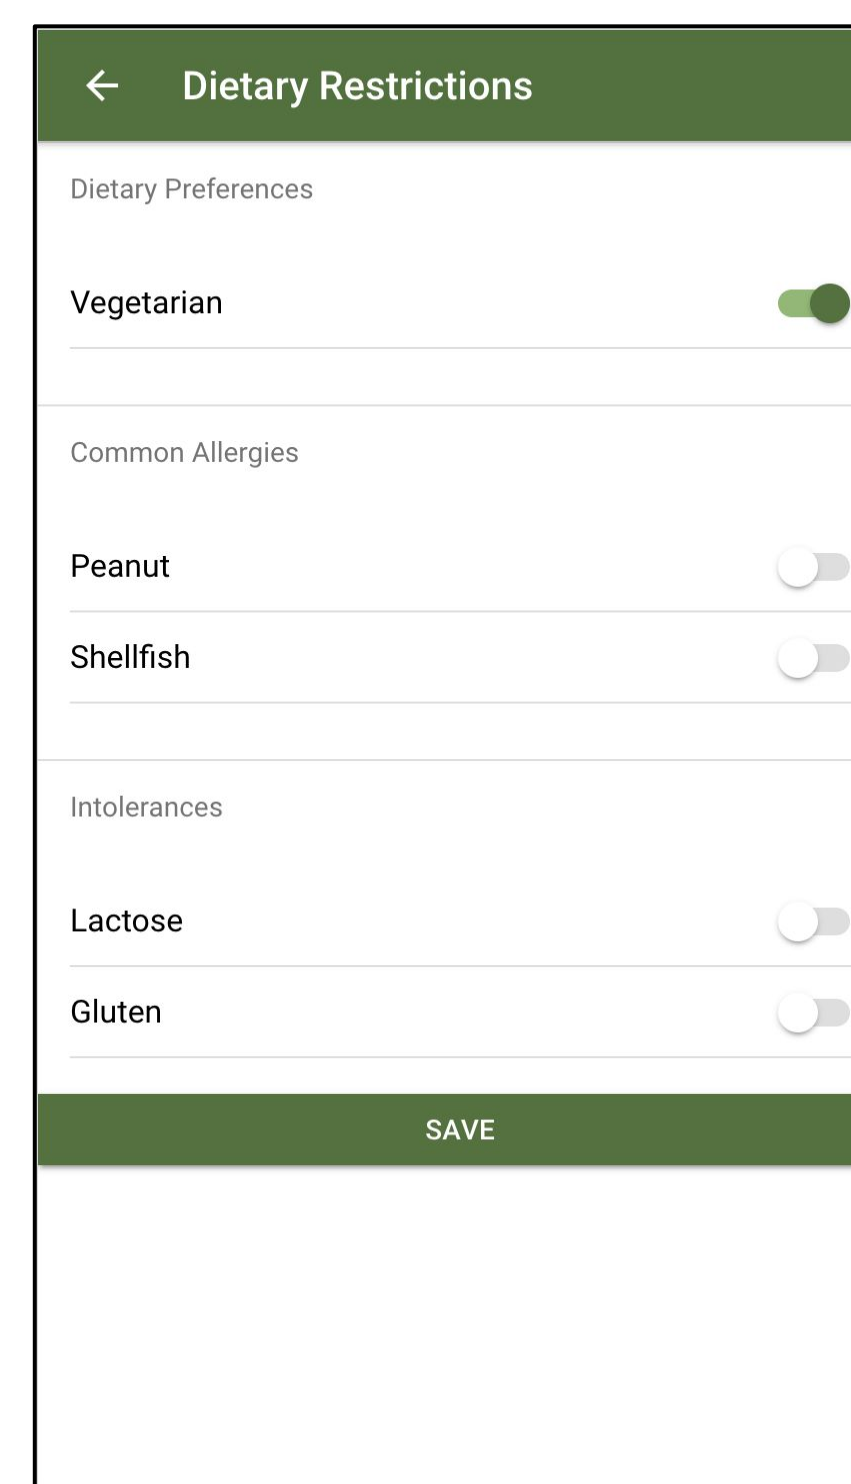 Dietary Restrictions
Dietary Preferences
Vegetarian
Common Allergies
Peanut
Shellfish
Intolerances
Lactose
Gluten
SAVE